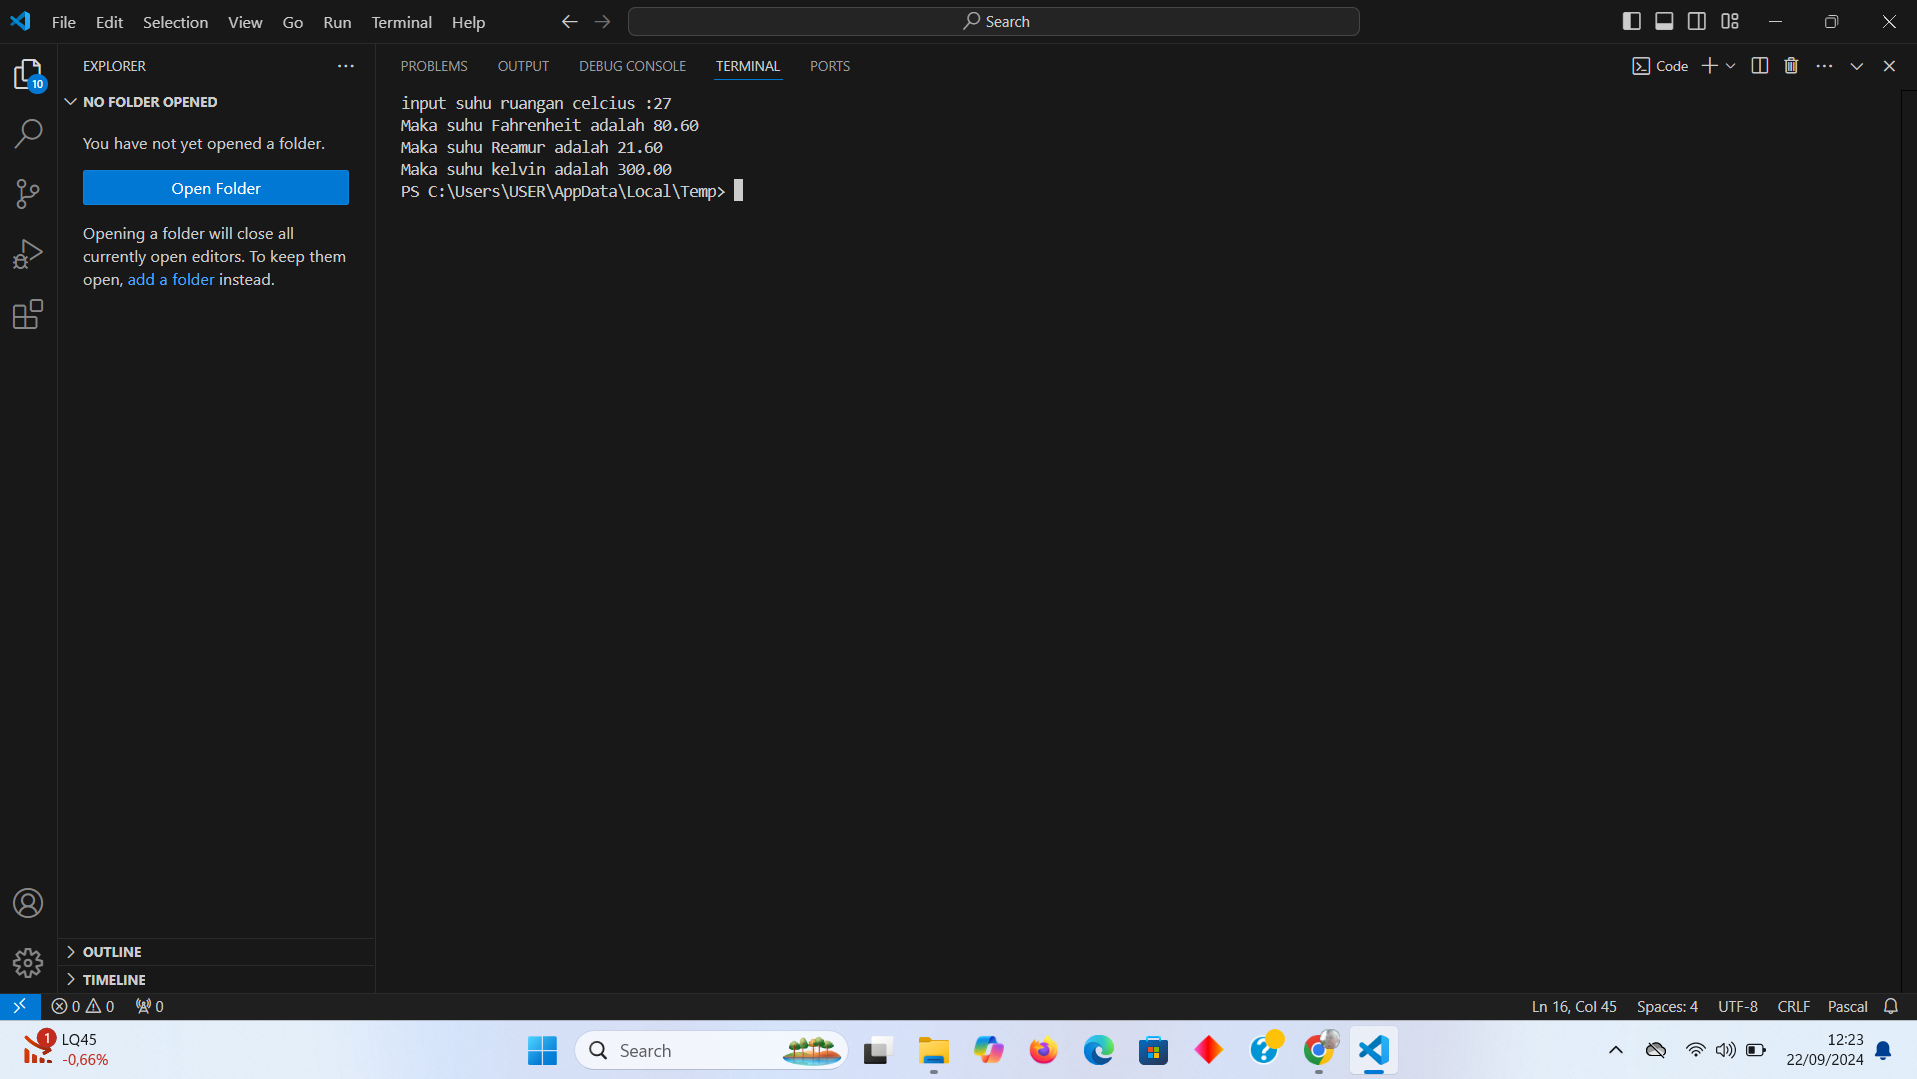 File Edit Selection View Go Run Terminal Help
Search
10
EXPLORER
NO FOLDER OPENED
You have not yet opened a folder.
Open Folder
Opening a folder will close all
currently open editors. To keep them
open, add a folder instead.
OUTLINE
TIMELINE
PROBLEMS OUTPUT DEBUG CONSOLE TERMINAL PORTS
Code
input suhu ruangan celcius :27
Maka suhu Fahrenheit adalah 80.60
Maka suhu Reamur adalah 21.60
Maka suhu kelvin adalah 300.00
PS C:\Users\USER\AppData\Local\Temp>
0 0 0
Ln 16, Col 45 Spaces: 4 UTF-8 CRLF Pascal
1
LQ45
-0,66%
Search
12:23
22/09/2024